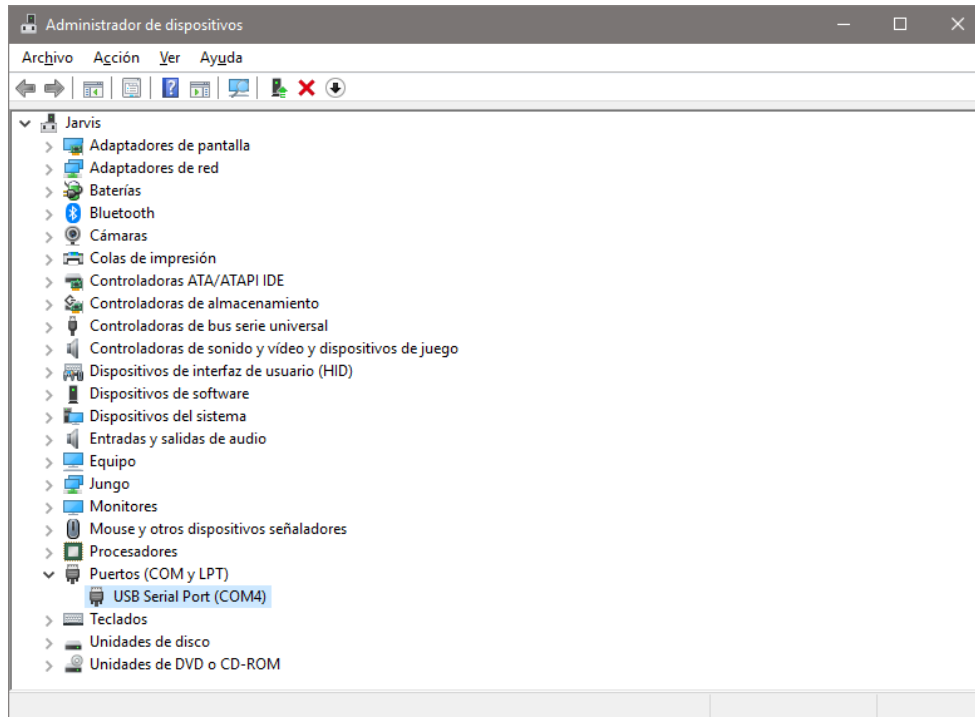 Administrador de dispositivos
Archivo Acción Ver Ayuda
Jarvis
Adaptadores de pantalla
Adaptadores de red
Baterías
Bluetooth
Cámaras
Colas de impresión
Controladoras ATA/ATAPI IDE
Controladoras de almacenamiento
Controladoras de bus serie universal
Controladoras de sonido y vídeo y dispositivos de juego
Dispositivos de interfaz de usuario (HID)
Dispositivos de software
Dispositivos del sistema
Entradas y salidas de audio
Equipo
Jungo
Monitores
Mouse y otros dispositivos señaladores
Procesadores
Puertos (COM y LPT)
USB Serial Port (COM4)
Teclados
Unidades de disco
Unidades de DVD o CD-ROM